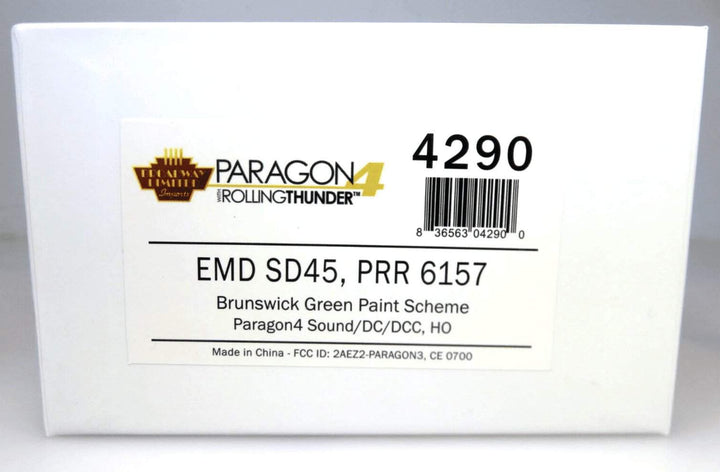 BROADWAY
LIMITED
Imports
PARAGON4
WITH ROLLINGTHUNDER™
4290
8 36563 04290 0
EMD SD45, PRR 6157
Brunswick Green Paint Scheme
Paragon4 Sound/DC/DCC, HO
Made in China - FCC ID: 2AEZ2-PARAGON3, CE 0700